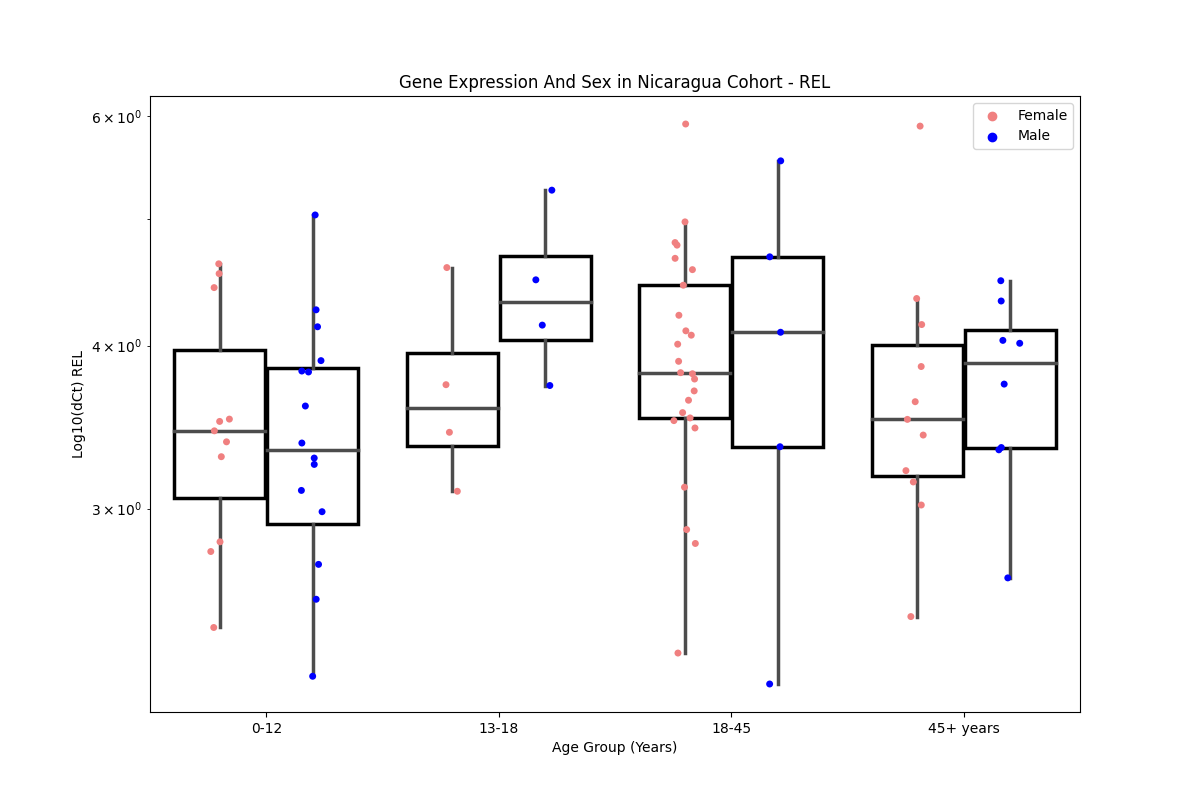 Gene Expression And Sex in Nicaragua Cohort - REL
Female
Male
6 × 10⁰
4 × 10⁰
3 × 10⁰
Log10(dCt) REL
0-12
13-18
18-45
45+ years
Age Group (Years)